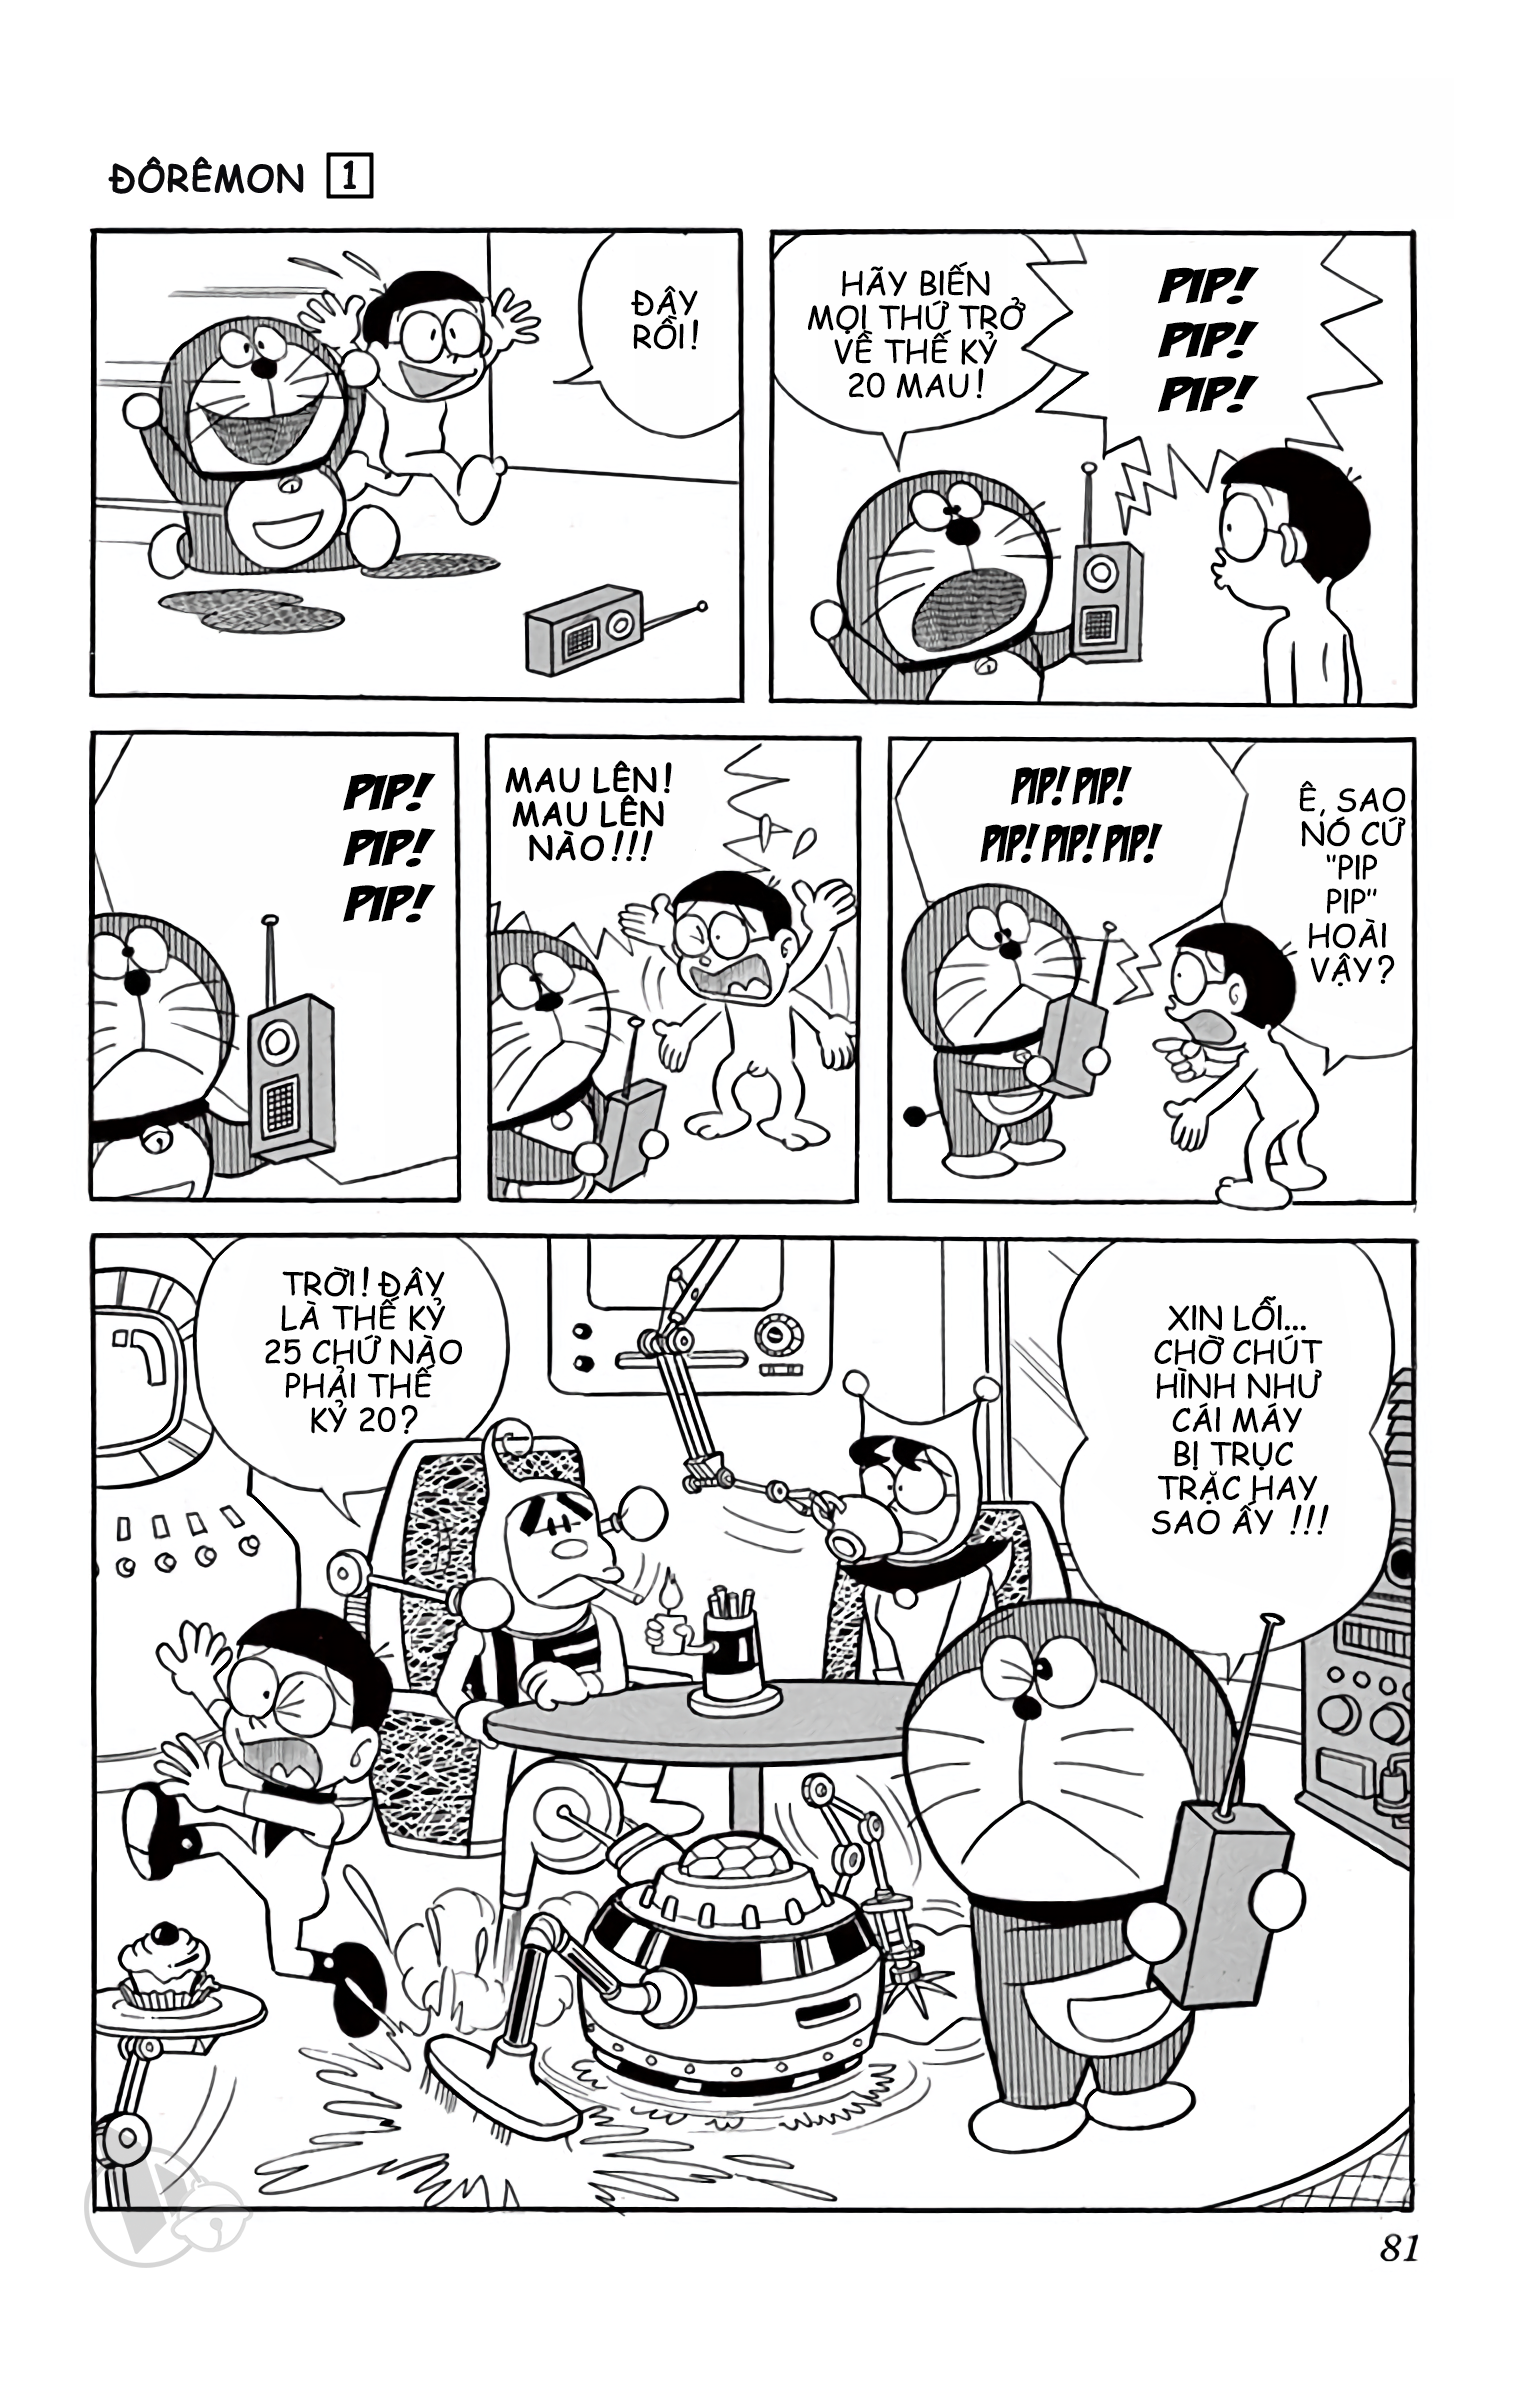 ĐÔRÊMON 1
ĐÂY
RỒI!
HÃY BIẾN
MỌI THỨ TRỞ
VỀ THẾ KỶ
20 MAU!
PIP!
PIP!
PIP!
PIP!
PIP!
PIP!
MAU LÊN!
MAU LÊN
NÀO!!!
PIP! PIP!
PIP! PIP! PIP!
Ê, SAO
NÓ CỨ
"PIP
PIP"
HOÀI
VẬY?
TRỜI! ĐÂY
LÀ THẾ KỶ
25 CHỨ NÀO
PHẢI THẾ
KỶ 20?
XIN LỖI...
CHỜ CHÚT
HÌNH NHƯ
CÁI MÁY
BỊ TRỤC
TRẶC HAY
SAO ẤY !!!
81